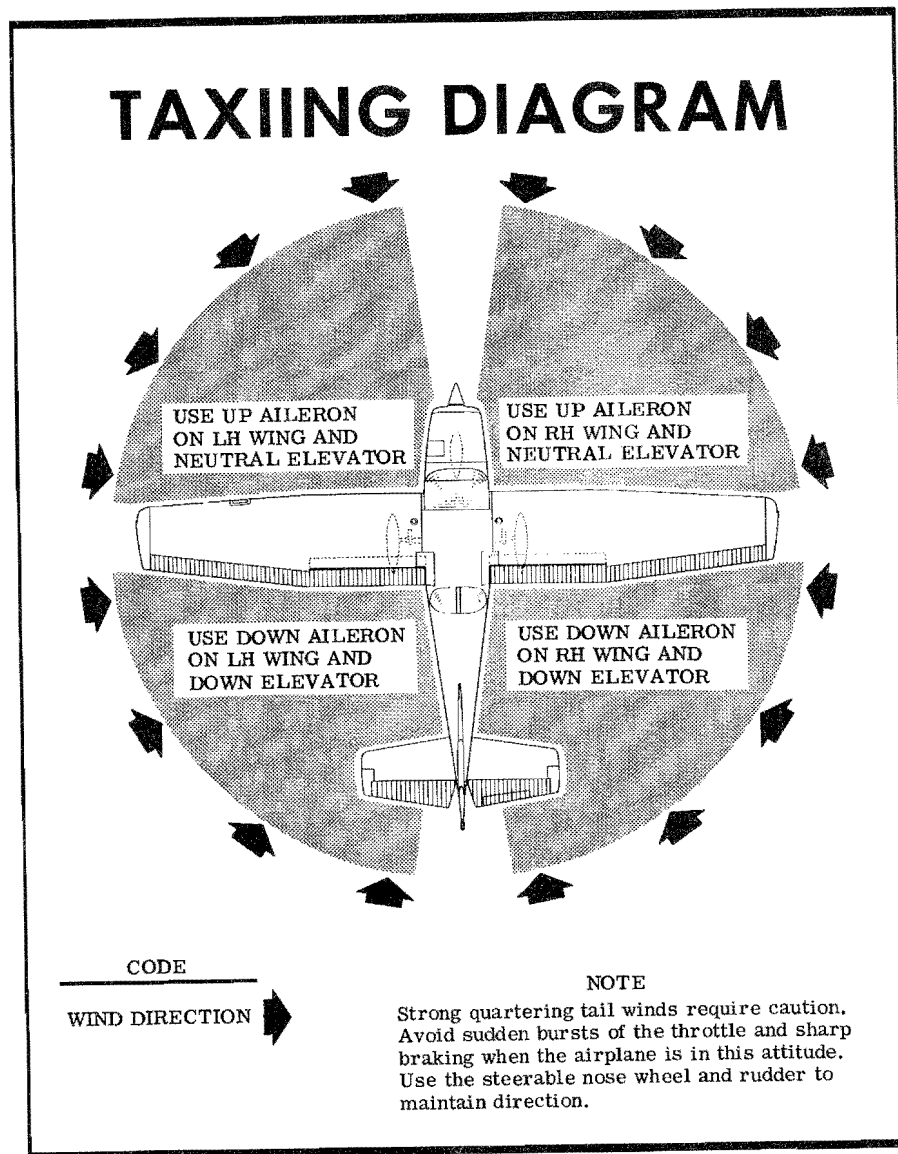 TAXIING DIAGRAM
USE UP AILERON
ON LH WING AND
NEUTRAL ELEVATOR
USE UP AILERON
ON RH WING AND
NEUTRAL ELEVATOR
USE DOWN AILERON
ON LH WING AND
DOWN ELEVATOR
USE DOWN AILERON
ON RH WING AND
DOWN ELEVATOR
CODE
WIND DIRECTION
NOTE
Strong quartering tail winds require caution.
Avoid sudden bursts of the throttle and sharp
braking when the airplane is in this attitude.
Use the steerable nose wheel and rudder to
maintain direction.